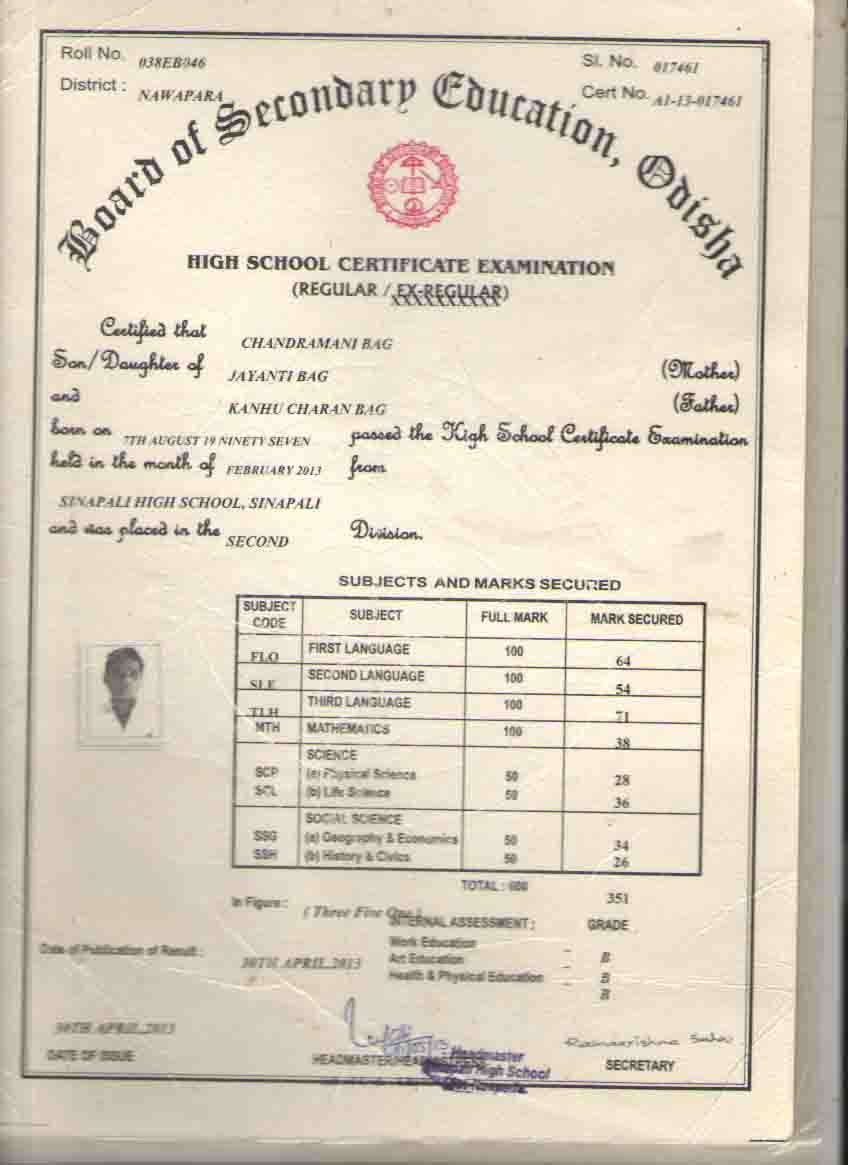 Roll No. 038EB046
Sl. No. 017461
District : NAWAPARA
Cert No. A1-13-017461
Board of Secondary Education, Odisha
HIGH SCHOOL CERTIFICATE EXAMINATION
(REGULAR / EX-REGULAR)
Certified that CHANDRAMANI BAG
Son/Daughter of JAYANTI BAG (Mother)
and KANHU CHARAN BAG (Father)
born on 7TH AUGUST 19 NINETY SEVEN passed the High School Certificate Examination
held in the month of FEBRUARY 2013 from
SINAPALI HIGH SCHOOL, SINAPALI
and was placed in the SECOND Division.
SUBJECTS AND MARKS SECURED
SUBJECT CODE SUBJECT FULL MARK MARK SECURED
FLO FIRST LANGUAGE 100 64
SLE SECOND LANGUAGE 100 54
TLH THIRD LANGUAGE 100 71
MTH MATHEMATICS 100 38
SCIENCE
SCP (a) Physical Science 50 28
SCL (b) Life Science 50 36
SOCIAL SCIENCE
SSG (a) Geography & Economics 50 34
SSH (b) History & Civics 50 26
TOTAL : 600 351
In Figure : ( Three Five One )
INTERNAL ASSESSMENT : GRADE
Work Education - B
Art Education - B
Health & Physical Education - B
Date of Publication of Result : 30TH APRIL,2013
30TH APRIL,2013
DATE OF ISSUE
HEADMASTER/
Headmaster
High School
SECRETARY